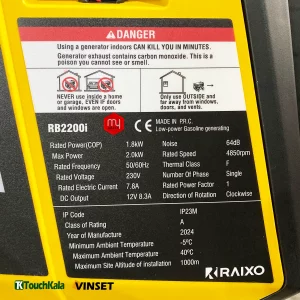 DANGER
Using a generator indoors CAN KILL YOU IN MINUTES.
Generator exhaust contains carbon monoxide. This is a
poison you cannot see or smell.
NEVER use inside a home
or garage, EVEN IF doors
and windows are open.
Only use OUTSIDE and
far away from windows,
doors, and vents.
RB2200i
my
CE
MADE IN P.R.C.
Low-power Gasoline generating
Rated Power(COP) 1.8kW
Max Power 2.0kW
Rated Frequency 50/60Hz
Rated Voltage 230V
Rated Electric Current 7.8A
DC Output 12V 8.3A
Noise 64dB
Rated Speed 4850rpm
Thermal Class F
Number Of Phase Single
Rated Power Factor 1
Direction of Rotation Clockwise
IP Code IP23M
Performance Class A
Year of Manufacture 2024
Minimum Ambient Temperature -5ºC
Maximum Ambient Temperature 40ºC
Maximum Site Altitude of Installation 1000m
RAIXO
TouchKala VINSET